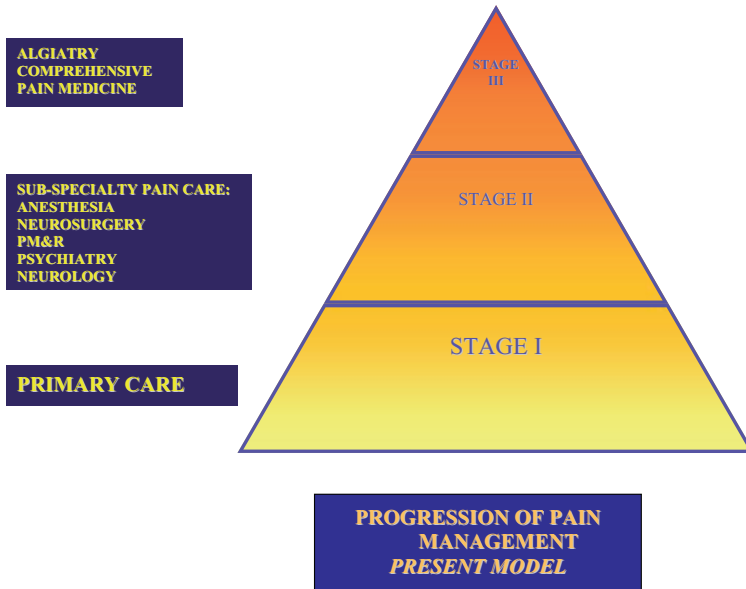 ALGIATRY
COMPREHENSIVE
PAIN MEDICINE
STAGE
III
SUB-SPECIALTY PAIN CARE:
ANESTHESIA
NEUROSURGERY
PM&R
PSYCHIATRY
NEUROLOGY
STAGE II
PRIMARY CARE
STAGE I
PROGRESSION OF PAIN
MANAGEMENT
PRESENT MODEL